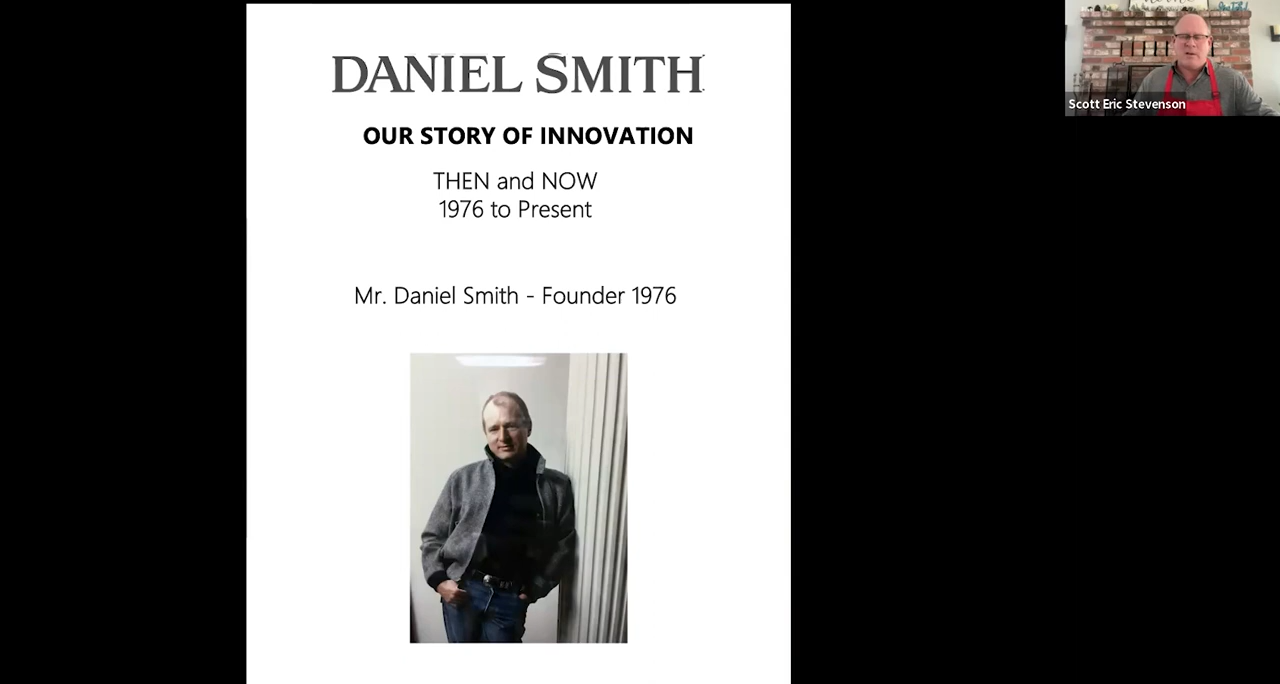 DANIEL SMITH
OUR STORY OF INNOVATION
THEN and NOW
1976 to Present
Mr. Daniel Smith - Founder 1976
Scott Eric Stevenson